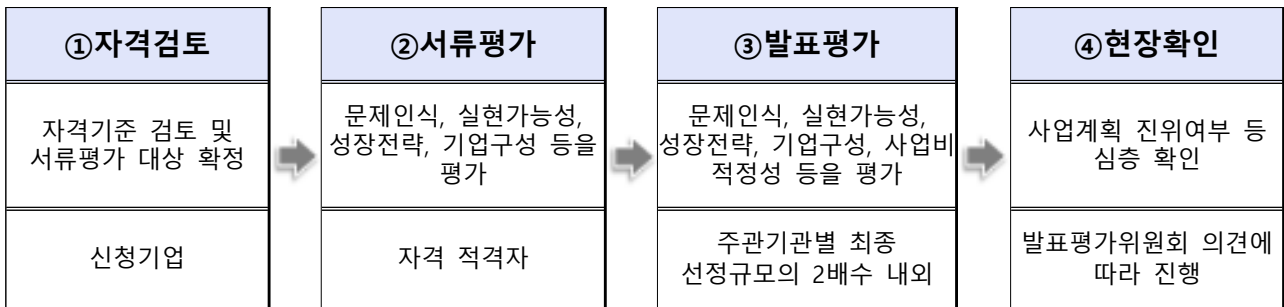 ①자격검토
자격기준 검토 및
서류평가 대상 확정
신청기업
②서류평가
문제인식, 실현가능성,
성장전략, 기업구성 등을
평가
자격 적격자
③발표평가
문제인식, 실현가능성,
성장전략, 기업구성, 사업비
적정성 등을 평가
주관기관별 최종
선정규모의 2배수 내외
④현장확인
사업계획 진위여부 등
심층 확인
발표평가위원회 의견에
따라 진행